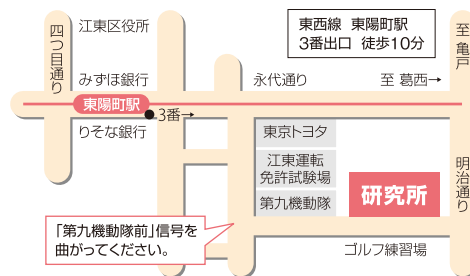 東西線 東陽町駅
3番出口 徒歩10分
四つ目通り
江東区役所
みずほ銀行
永代通り
至 葛西→
至 亀戸
東陽町駅
3番→
りそな銀行
東京トヨタ
江東運転
免許試験場
第九機動隊
研究所
明治通り
「第九機動隊前」信号を
曲がってください。
ゴルフ練習場